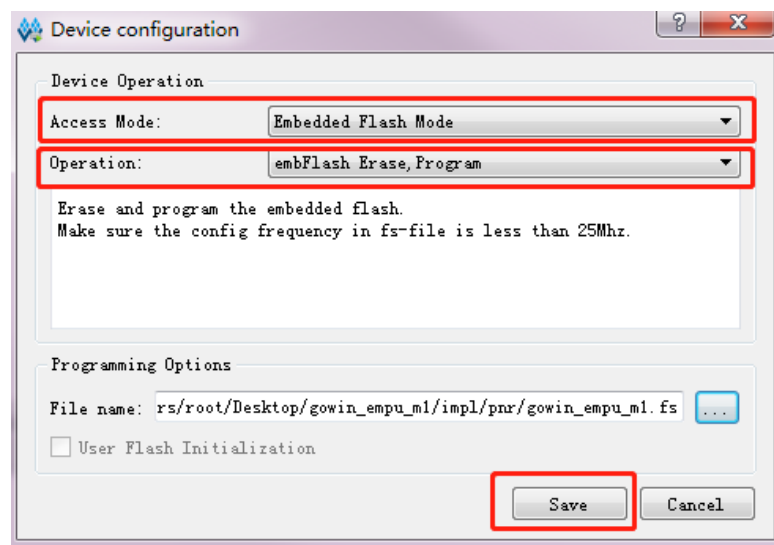 Device configuration
Device Operation
Access Mode: Embedded Flash Mode
Operation: embFlash Erase,Program
Erase and program the embedded flash.
Make sure the config frequency in fs-file is less than 25Mhz.
Programming Options
File name: rs/root/Desktop/gowin_empu_m1/impl/pnr/gowin_empu_m1.fs ...
User Flash Initialization
Save Cancel